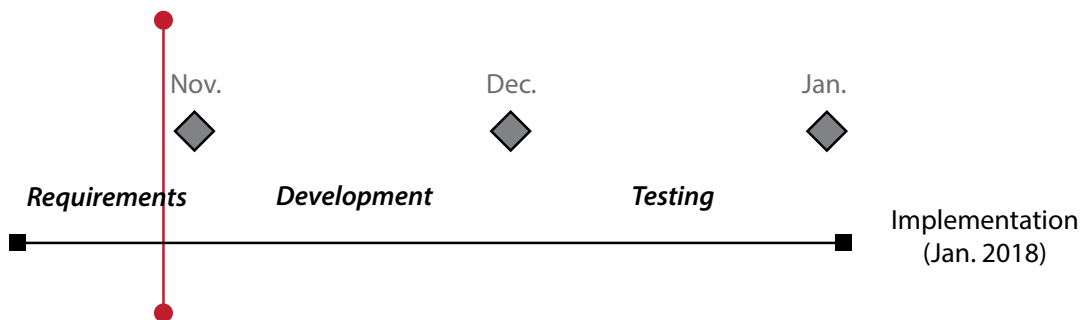 Nov.
Dec.
Jan.
Requirements
Development
Testing
Implementation
(Jan. 2018)